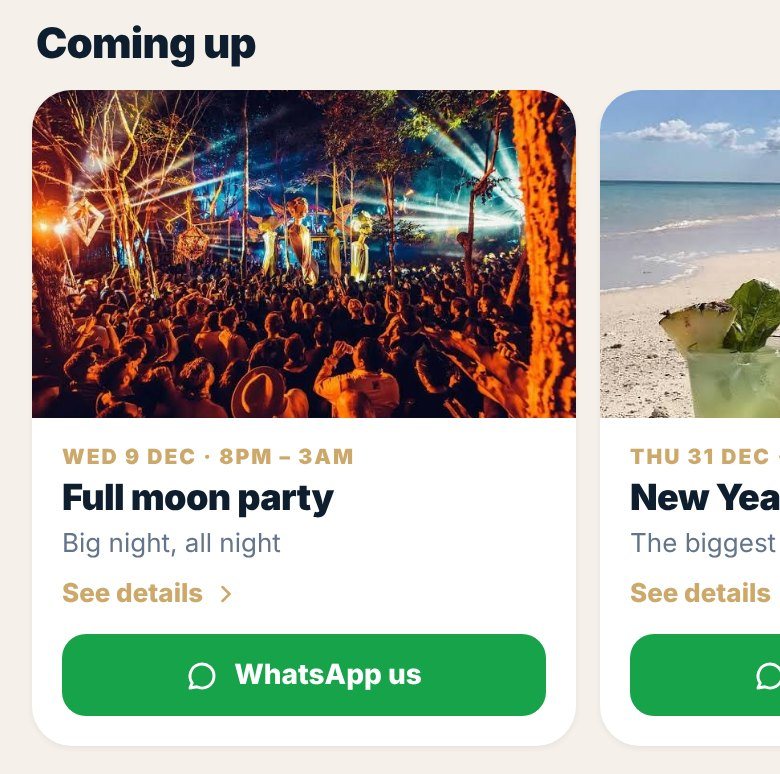 Coming up
WED 9 DEC · 8PM – 3AM
Full moon party
Big night, all night
See details
WhatsApp us
THU 31 DEC
New Yea
The biggest
See details